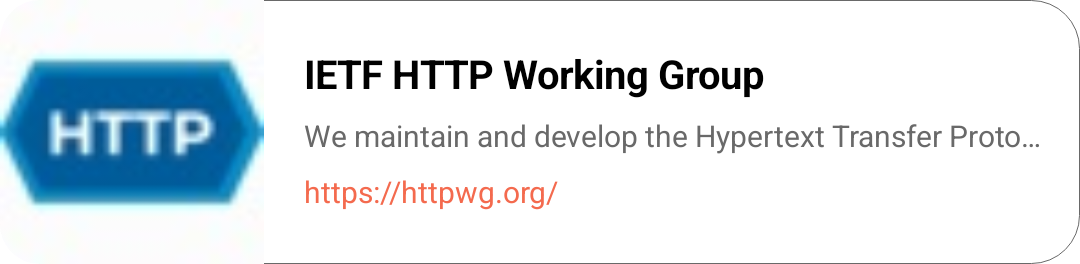 HTTP
IETF HTTP Working Group
We maintain and develop the Hypertext Transfer Proto...
https://httpwg.org/